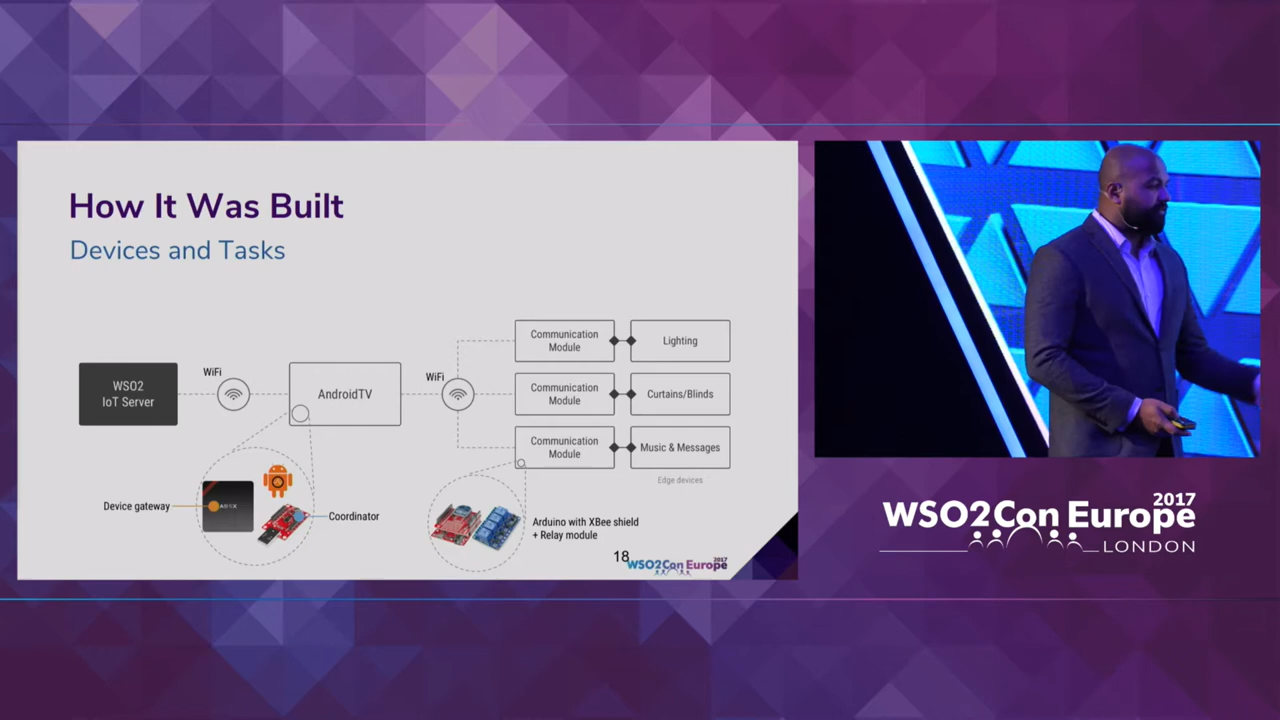 How It Was Built
Devices and Tasks
WSO2
IoT Server
WiFi
AndroidTV
WiFi
Communication
Module
Lighting
Communication
Module
Curtains/Blinds
Communication
Module
Music & Messages
Edge devices
Device gateway
Coordinator
Arduino with XBee shield
+ Relay module
18
WSO2Con Europe
2017
WSO2Con Europe
2017
LONDON